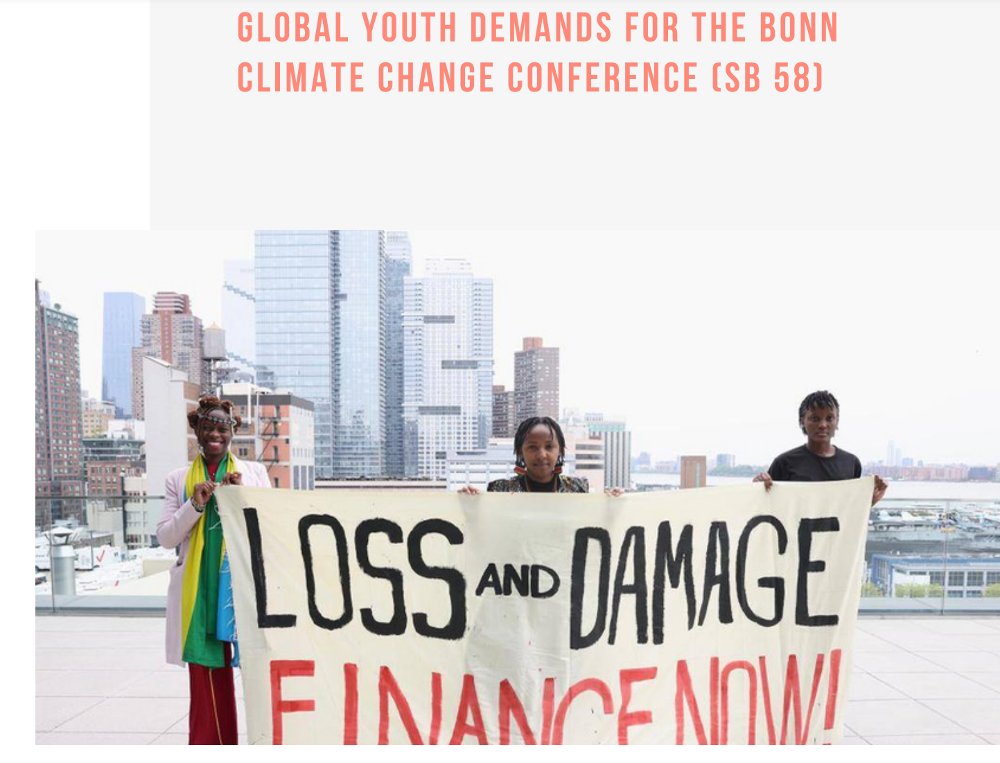 GLOBAL YOUTH DEMANDS FOR THE BONN
CLIMATE CHANGE CONFERENCE (SB 58)
LOSS AND DAMAGE
FINANCE NOW!